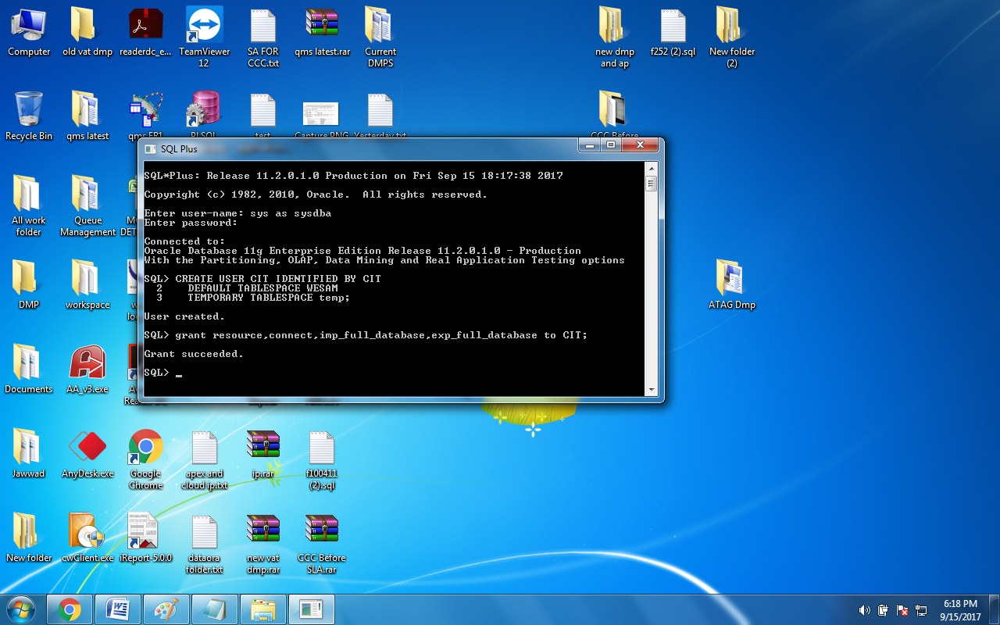 Computer
old vat dmp
readerdc_e...
TeamViewer
12
SA FOR
CCC.txt
qms latest.rar
Current
DMPS
new dmp
and ap
f252 (2).sql
New folder
(2)
Recycle Bin
qms latest
qms FR1
PLSQL
test
Capture.PNG
Yesterday.txt
CCC Before
SQL Plus
SQL*Plus: Release 11.2.0.1.0 Production on Fri Sep 15 18:17:38 2017
Copyright (c) 1982, 2010, Oracle.  All rights reserved.
Enter user-name: sys as sysdba
Enter password:
Connected to:
Oracle Database 11g Enterprise Edition Release 11.2.0.1.0 - Production
With the Partitioning, OLAP, Data Mining and Real Application Testing options
SQL> CREATE USER CIT IDENTIFIED BY CIT
2    DEFAULT TABLESPACE WESAM
3    TEMPORARY TABLESPACE temp;
User created.
SQL> grant resource,connect,imp_full_database,exp_full_database to CIT;
Grant succeeded.
SQL> _
All work
folder
Queue
Management
DET
DMP
workspace
ATAG Dmp
Documents
AA_v3.exe
Jawwad
AnyDesk.exe
Google
Chrome
apex and
cloud ip.txt
ip.rar
f100411
(2).sql
New folder
cwClient.exe
iReport-5.0.0
dataora
folder.txt
new vat
dmp.rar
CCC Before
SLA.rar
6:18 PM
9/15/2017